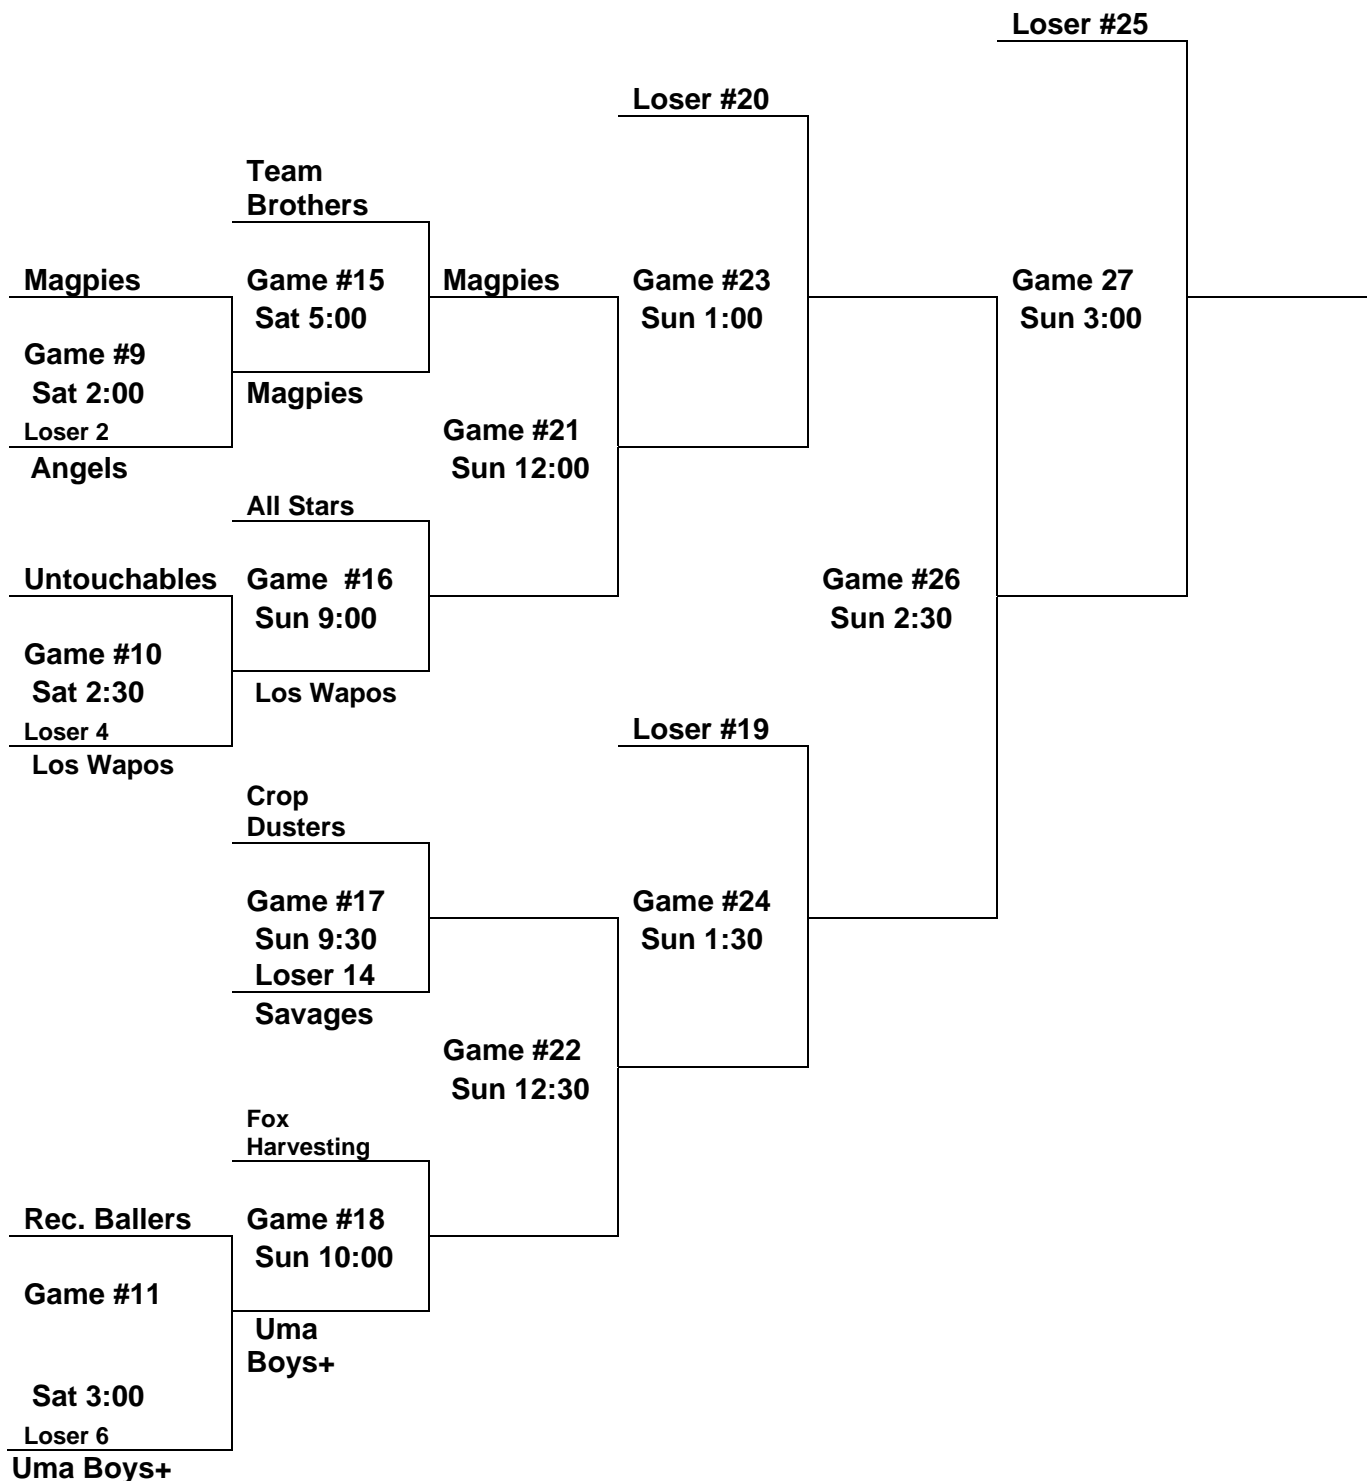 Loser #25
Loser #20
Team
Brothers
Magpies
Game #15
Sat 5:00
Magpies
Game #23
Sun 1:00
Game 27
Sun 3:00
Game #9
Sat 2:00
Loser 2
Angels
Magpies
Game #21
Sun 12:00
All Stars
Untouchables
Game #16
Sun 9:00
Game #26
Sun 2:30
Game #10
Sat 2:30
Loser 4
Los Wapos
Los Wapos
Loser #19
Crop
Dusters
Game #17
Sun 9:30
Loser 14
Savages
Game #24
Sun 1:30
Game #22
Sun 12:30
Fox
Harvesting
Rec. Ballers
Game #18
Sun 10:00
Game #11
Sat 3:00
Loser 6
Uma Boys+
Uma
Boys+